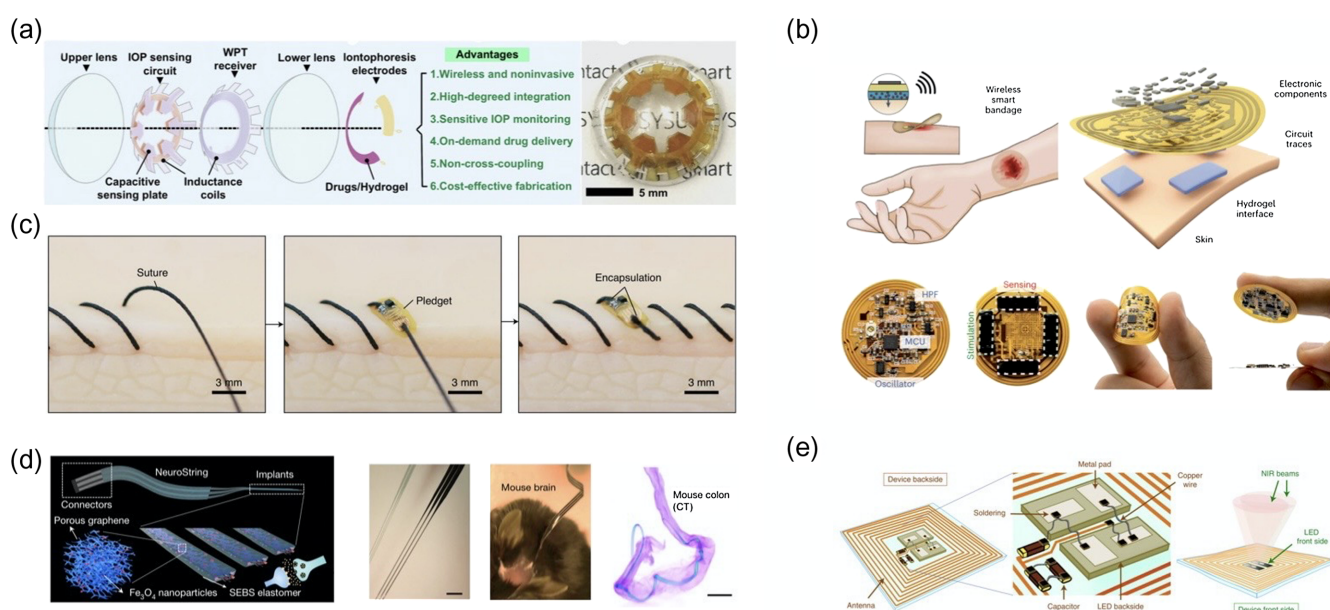 (a)
Upper lens
IOP sensing
circuit
WPT
receiver
Lower lens
Iontophoresis
electrodes
Capacitive
sensing plate
Inductance
coils
Drugs/Hydrogel
Advantages
1.Wireless and noninvasive
2.High-degreed integration
3.Sensitive IOP monitoring
4.On-demand drug delivery
5.Non-cross-coupling
6.Cost-effective fabrication
5 mm
(b)
Wireless
smart
bandage
Electronic
components
Circuit
traces
Hydrogel
interface
Skin
HPF
MCU
Oscillator
Sensing
Stimulation
(c)
Suture
3 mm
Pledget
3 mm
Encapsulation
3 mm
(d)
NeuroString
Implants
Connectors
Porous graphene
Fe3O4 nanoparticles
SEBS elastomer
Mouse brain
Mouse colon
(CT)
(e)
Device backside
Antenna
Metal pad
Copper
wire
Soldering
Capacitor
LED backside
NIR beams
LED
front side
Device front side